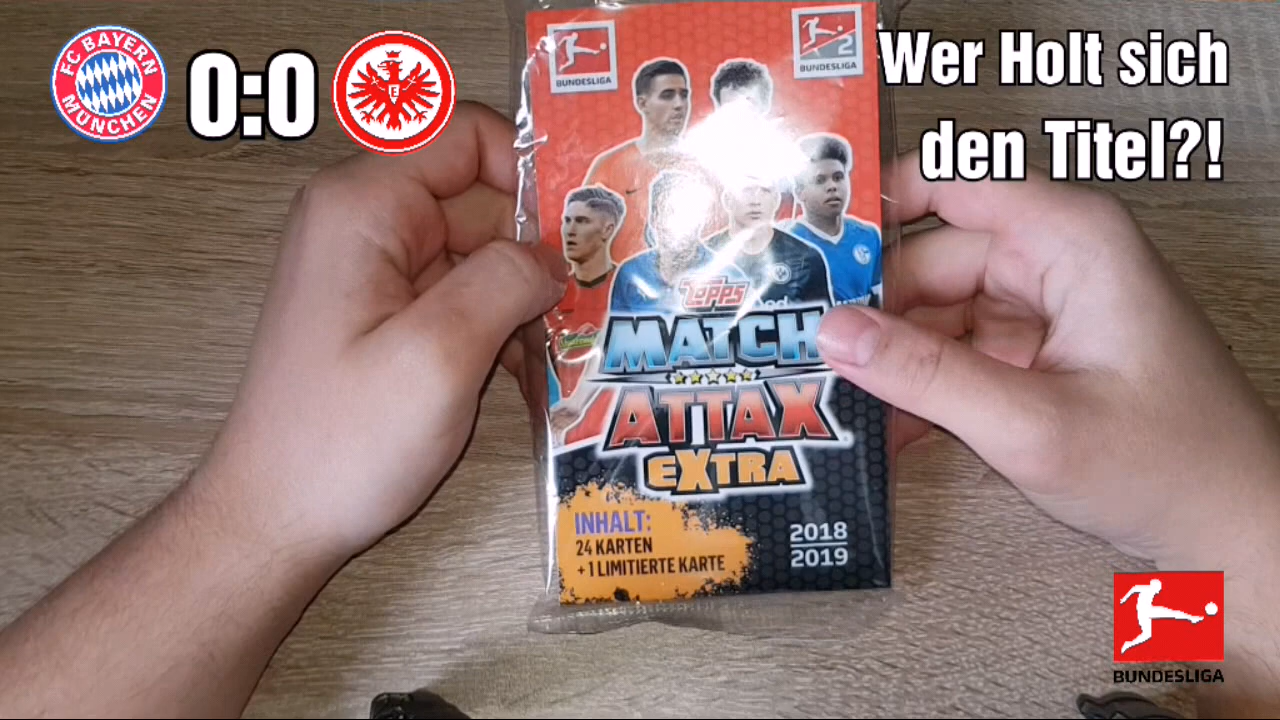 FC BAYERN
MÜNCHEN
0:0
E
Wer Holt sich
den Titel?!
BUNDESLIGA
2
BUNDESLIGA
Topps
MATCH
ATTAX
EXTRA
INHALT:
24 KARTEN
+ 1 LIMITIERTE KARTE
2018
2019
BUNDESLIGA